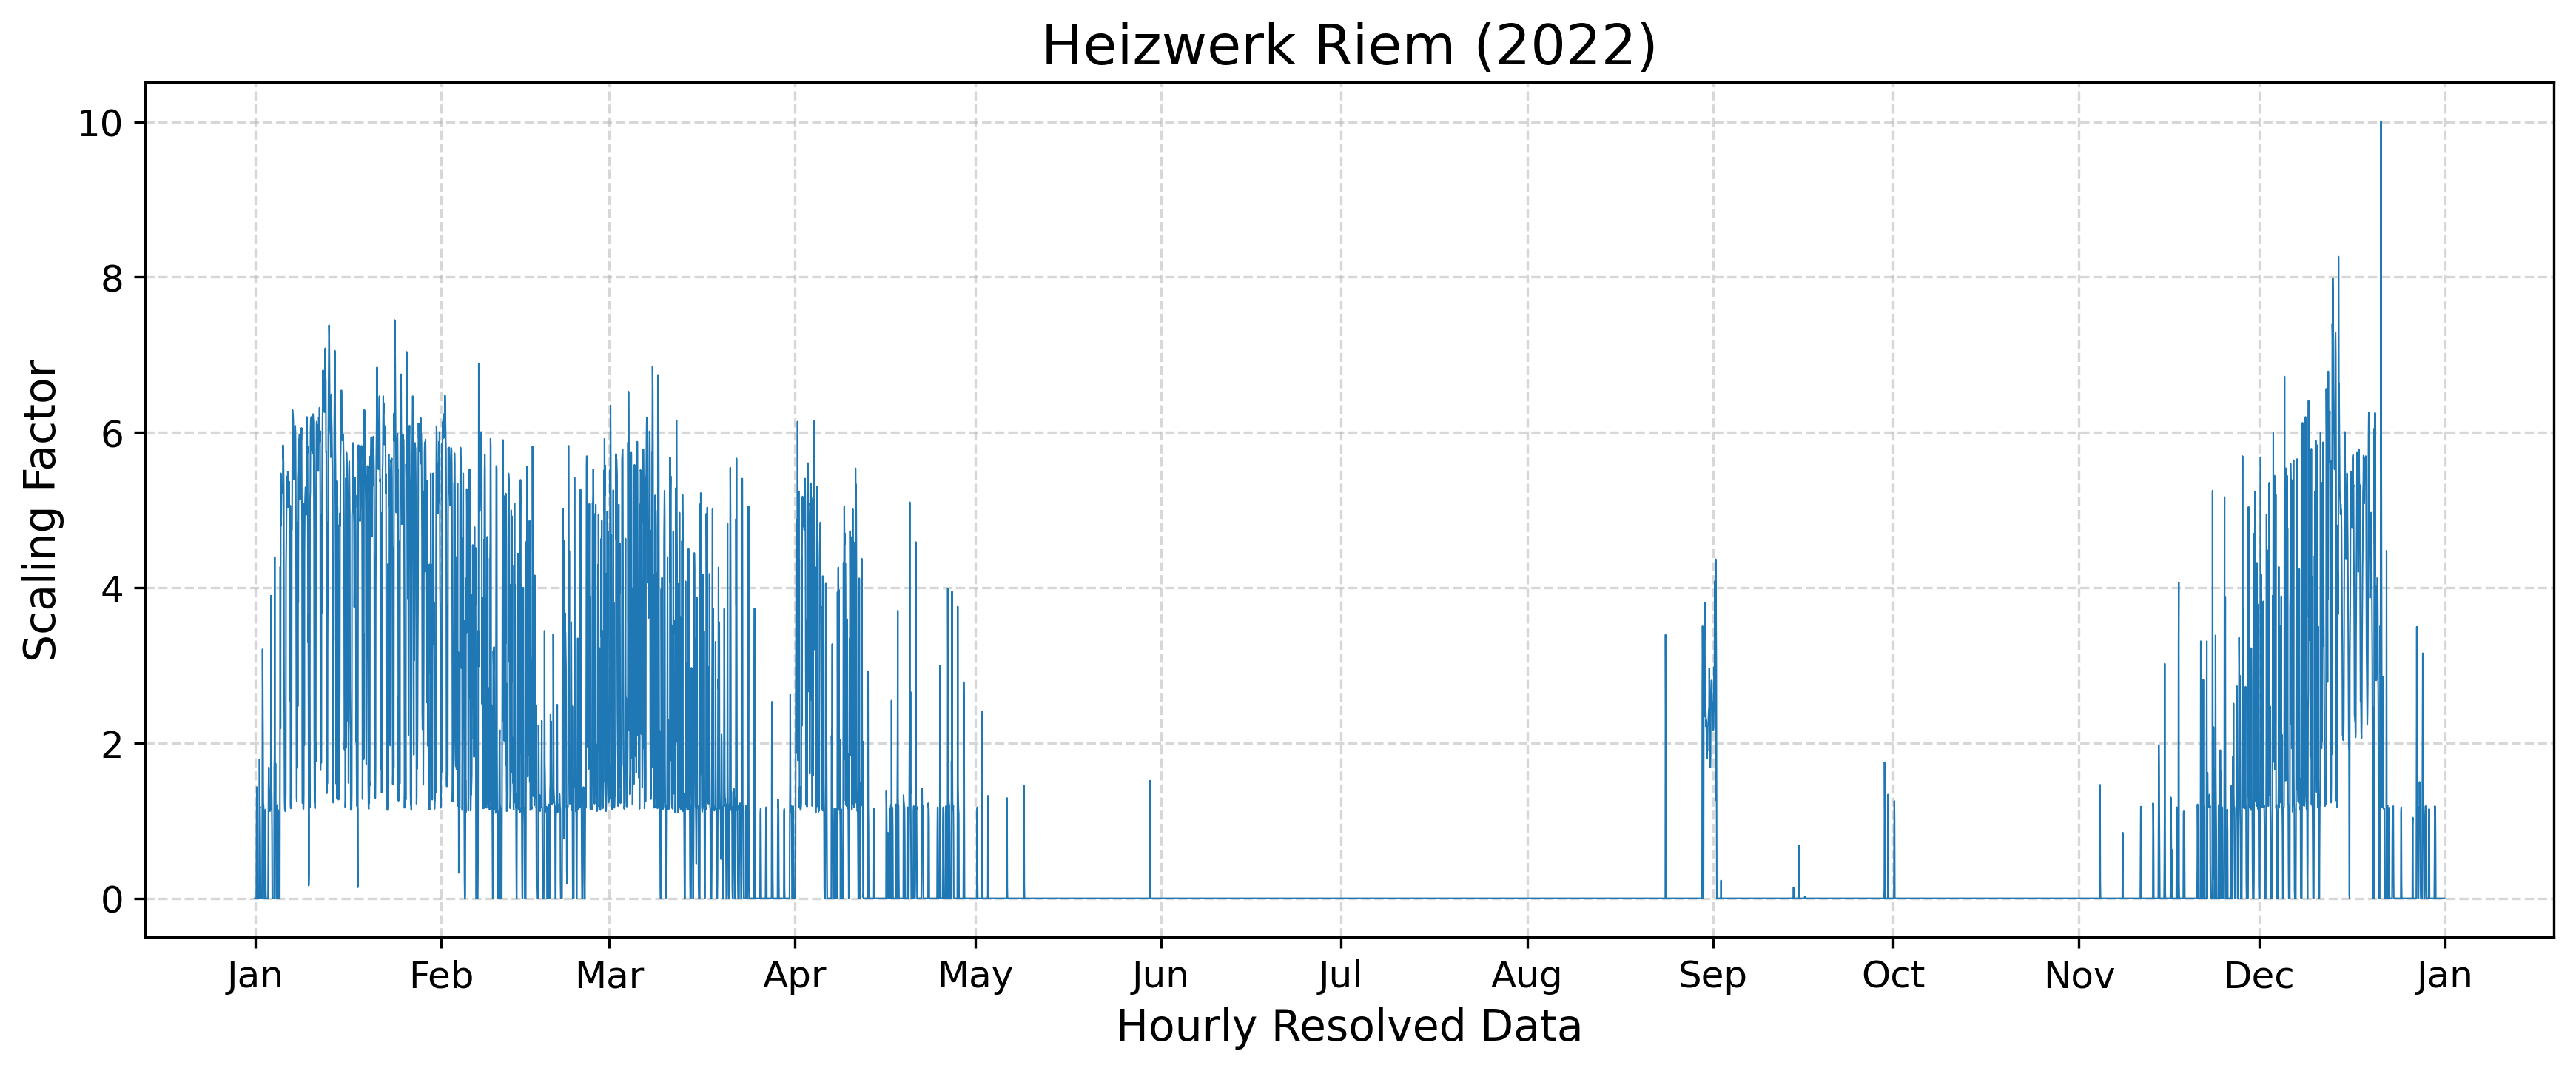 Heizwerk Riem (2022)
Scaling Factor
10
8
6
4
2
0
Jan Feb Mar Apr May Jun Jul Aug Sep Oct Nov Dec Jan
Hourly Resolved Data